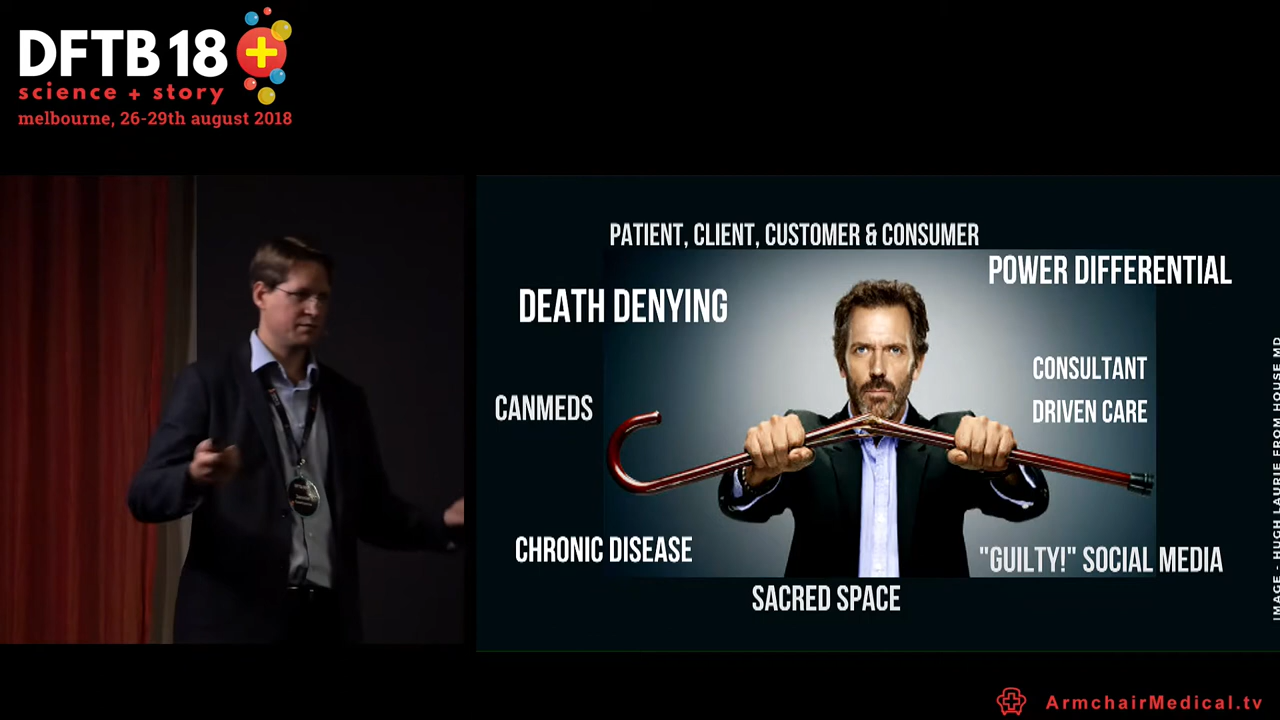 DFTB 18
science + story
melbourne, 26-29th august 2018
PATIENT, CLIENT, CUSTOMER & CONSUMER
POWER DIFFERENTIAL
DEATH DENYING
CONSULTANT
DRIVEN CARE
CANMEDS
CHRONIC DISEASE
"GUILTY!" SOCIAL MEDIA
SACRED SPACE
IMAGE - HUGH LAURIE FROM HOUSE MD
ArmchairMedical.tv